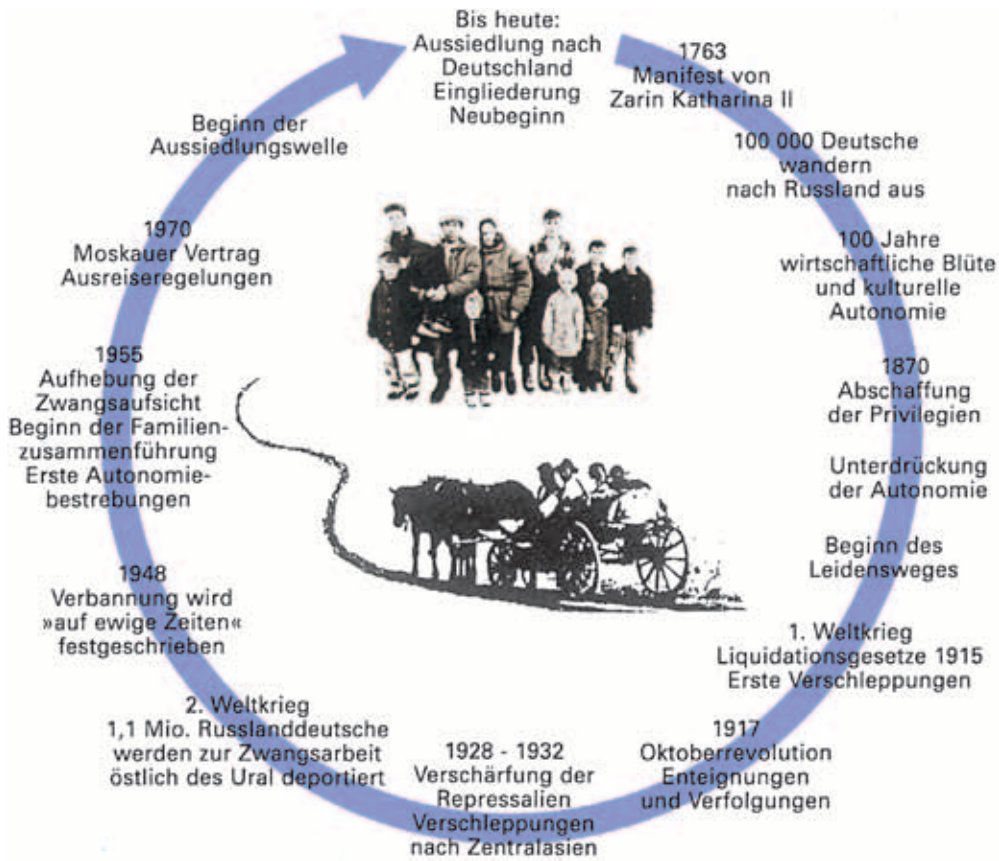 Bis heute:
Aussiedlung nach
Deutschland
Eingliederung
Neubeginn
1763
Manifest von
Zarin Katharina II
100 000 Deutsche
wandern
nach Russland aus
100 Jahre
wirtschaftliche Blüte
und kulturelle
Autonomie
1870
Abschaffung
der Privilegien
Unterdrückung
der Autonomie
Beginn des
Leidensweges
1. Weltkrieg
Liquidationsgesetze 1915
Erste Verschleppungen
1917
Oktoberrevolution
Enteignungen
und Verfolgungen
1928 - 1932
Verschärfung der
Repressalien
Verschleppungen
nach Zentralasien
2. Weltkrieg
1,1 Mio. Russlanddeutsche
werden zur Zwangsarbeit
östlich des Ural deportiert
1948
Verbannung wird
»auf ewige Zeiten«
festgeschrieben
1955
Aufhebung der
Zwangsaufsicht
Beginn der Familien-
zusammenführung
Erste Autonomie-
bestrebungen
1970
Moskauer Vertrag
Ausreiseregelungen
Beginn der
Aussiedlungswelle